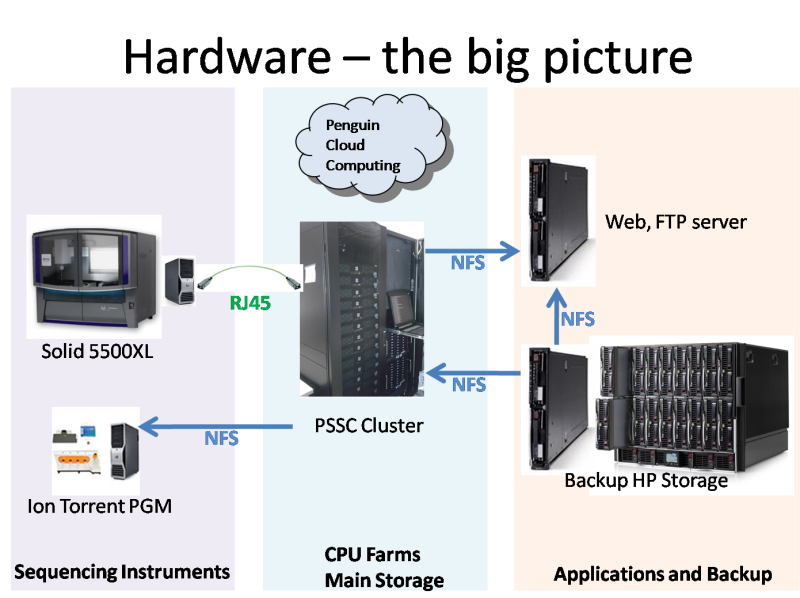 Hardware – the big picture
Penguin
Cloud
Computing
Web, FTP server
NFS
RJ45
NFS
Solid 5500XL
NFS
PSSC Cluster
NFS
Backup HP Storage
Ion Torrent PGM
CPU Farms
Main Storage
Sequencing Instruments
Applications and Backup